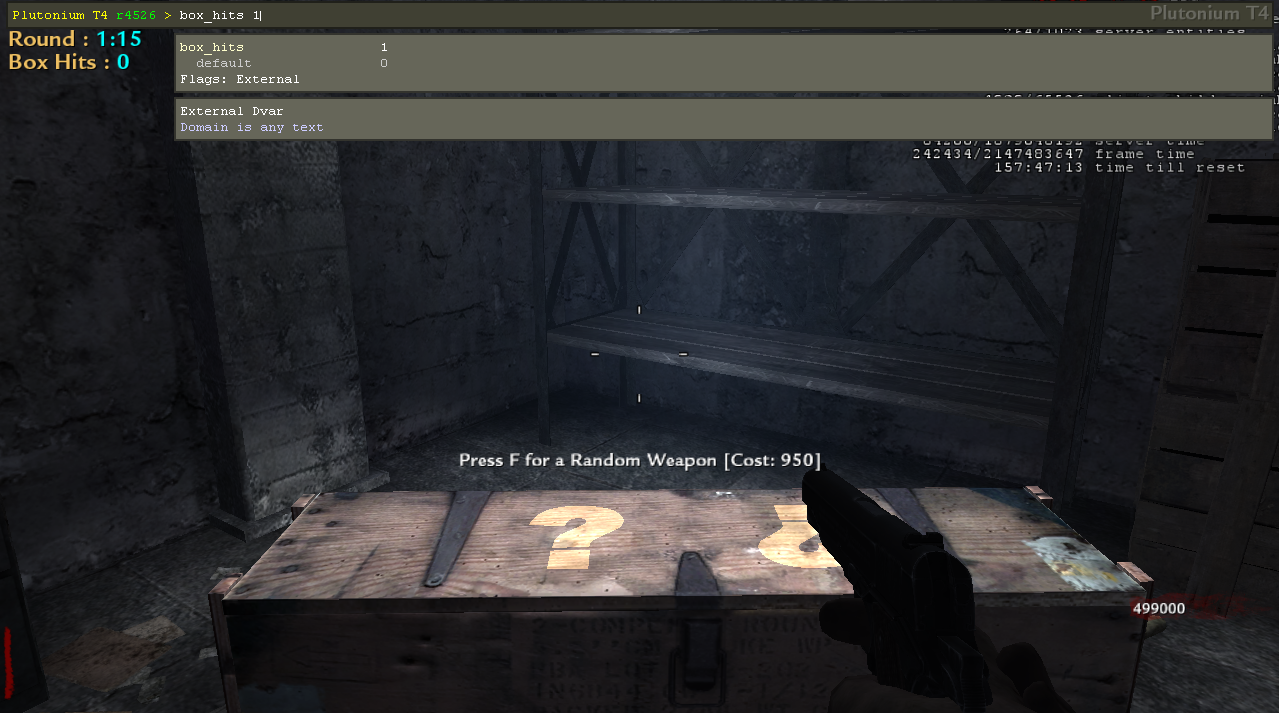 Plutonium T4 r4526 > box_hits 1
Plutonium T4
Round : 1:15
Box Hits : 0
box_hits 1
default 0
Flags: External
External Dvar
Domain is any text
server time
242434/2147483647 frame time
157:47:13 time till reset
Press F for a Random Weapon [Cost: 950]
? ?
499000